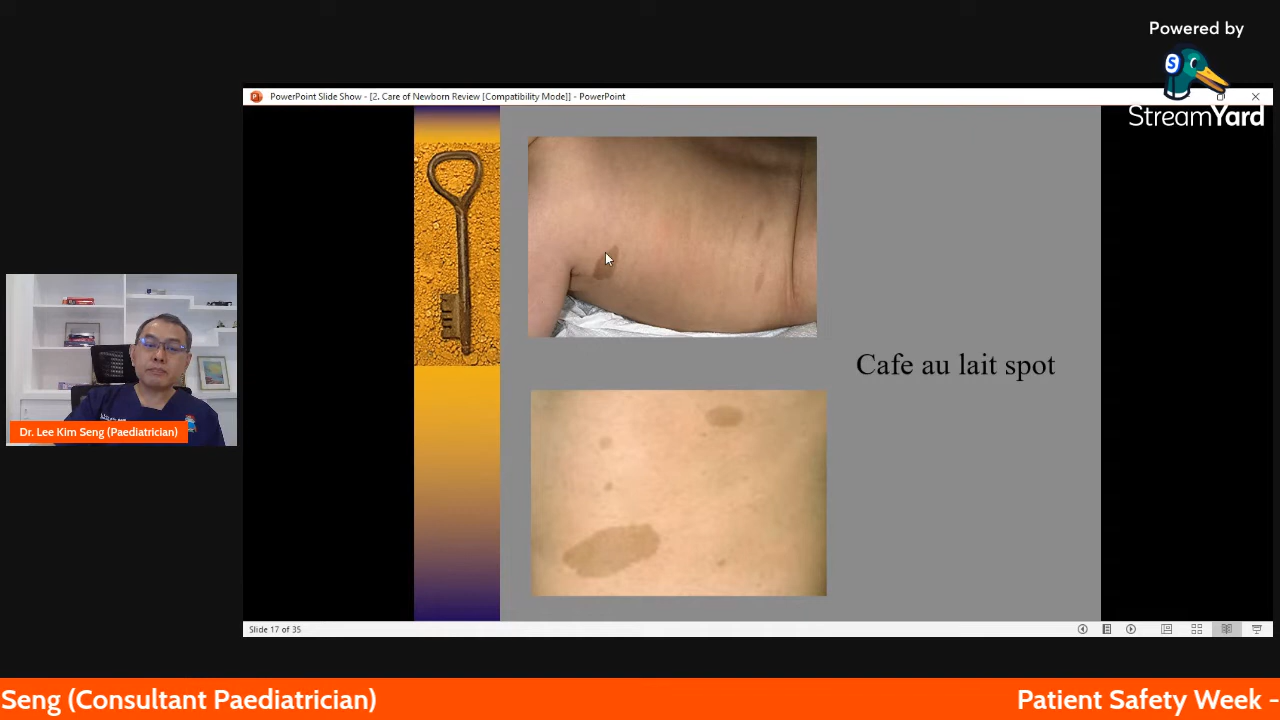 Powered by
S
StreamYard
PowerPoint Slide Show - [2. Care of Newborn Review [Compatibility Mode]] - PowerPoint
Cafe au lait spot
Dr. Lee Kim Seng (Paediatrician)
Slide 17 of 35
Seng (Consultant Paediatrician)
Patient Safety Week -